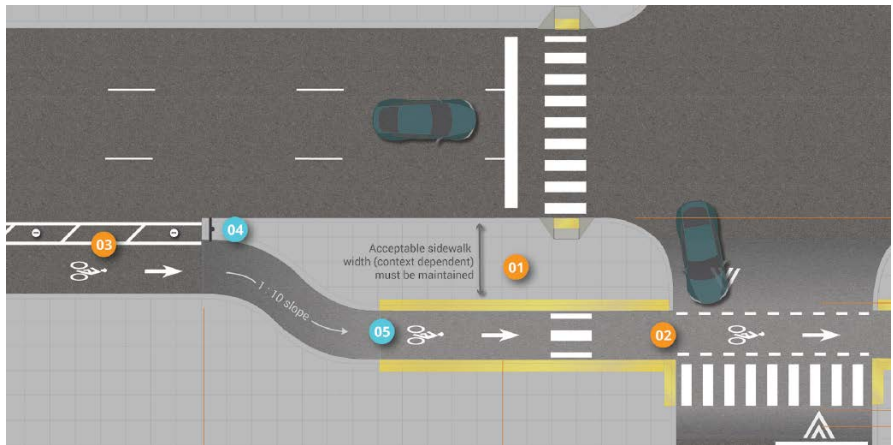 04
03
Acceptable sidewalk
width (context dependent)
must be maintained
01
1 : 10 slope
05
02